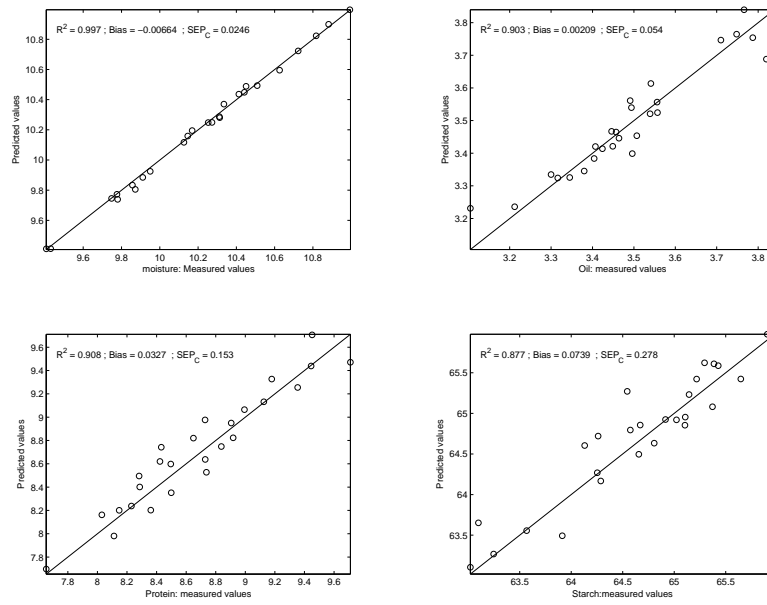 R² = 0.997 ; Bias = −0.00664 ; SEP_C = 0.0246
10.8
10.6
10.4
10.2
10
9.8
9.6
Predicted values
9.6 9.8 10 10.2 10.4 10.6 10.8
moisture: Measured values
R² = 0.903 ; Bias = 0.00209 ; SEP_C = 0.054
3.8
3.7
3.6
3.5
3.4
3.3
3.2
Predicted values
3.2 3.3 3.4 3.5 3.6 3.7 3.8
Oil: measured values
R² = 0.908 ; Bias = 0.0327 ; SEP_C = 0.153
9.6
9.4
9.2
9
8.8
8.6
8.4
8.2
8
7.8
Predicted values
7.8 8 8.2 8.4 8.6 8.8 9 9.2 9.4 9.6
Protein: measured values
R² = 0.877 ; Bias = 0.0739 ; SEP_C = 0.278
65.5
65
64.5
64
63.5
Predicted values
63.5 64 64.5 65 65.5
Starch:measured values